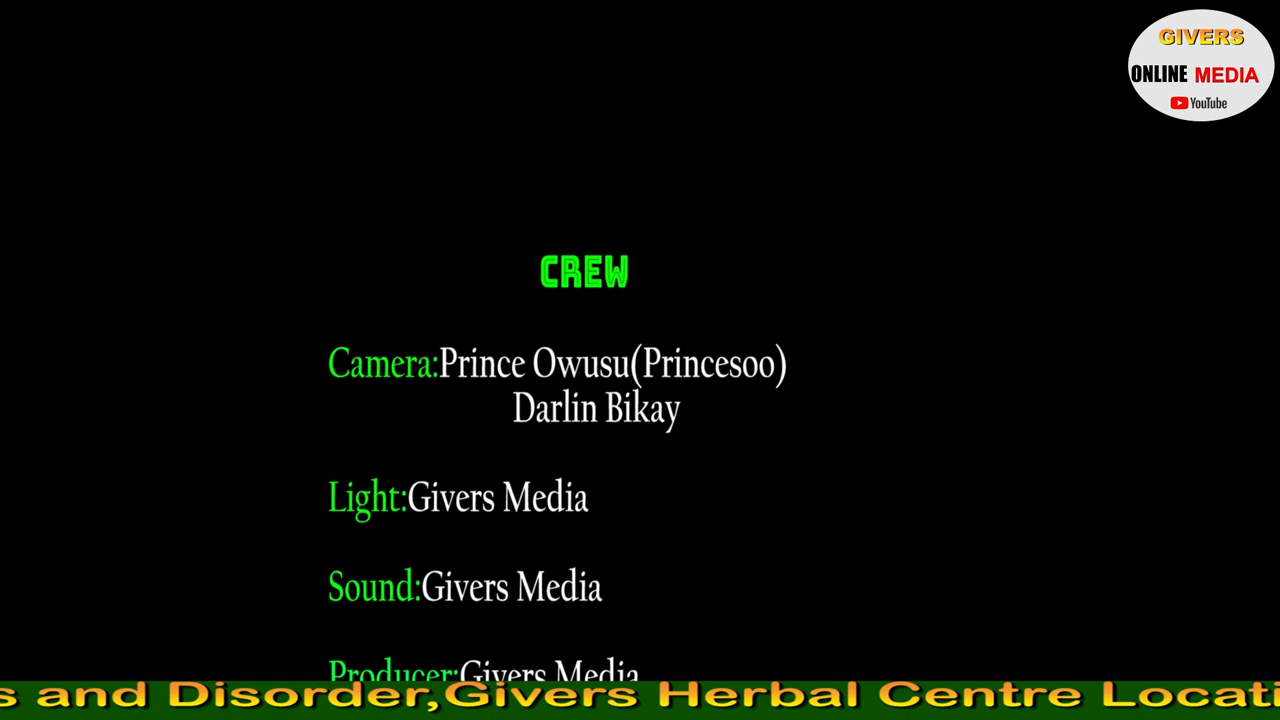 GIVERS
ONLINE MEDIA
YouTube
CREW
Camera:Prince Owusu(Princesoo)
Darlin Bikay
Light:Givers Media
Sound:Givers Media
Producer:Givers Media
s and Disorder,Givers Herbal Centre Locati